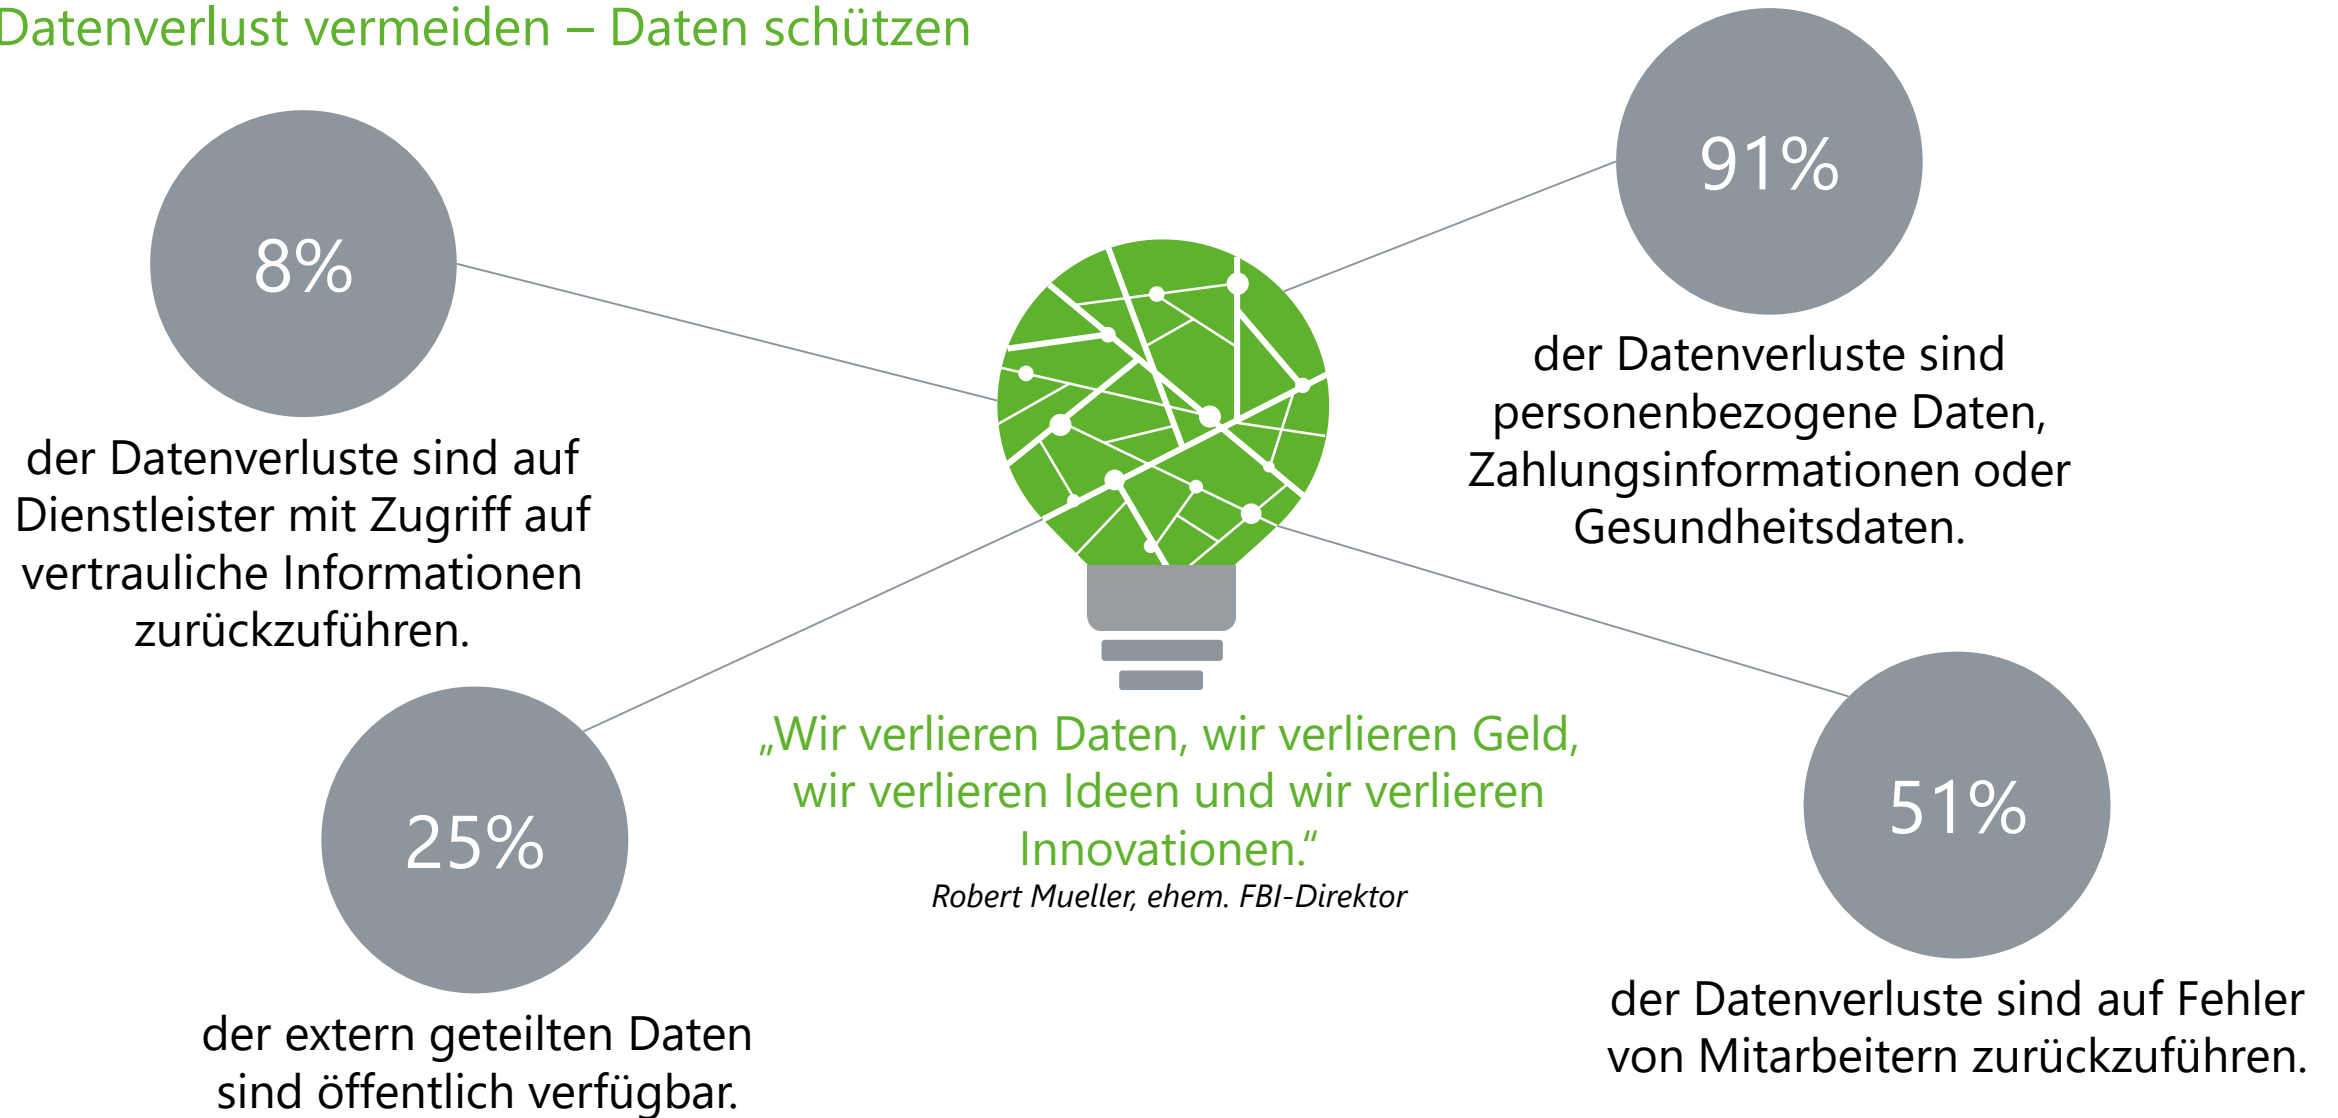 Datenverlust vermeiden – Daten schützen
8%
der Datenverluste sind auf
Dienstleister mit Zugriff auf
vertrauliche Informationen
zurückzuführen.
91%
der Datenverluste sind
personenbezogene Daten,
Zahlungsinformationen oder
Gesundheitsdaten.
25%
der extern geteilten Daten
sind öffentlich verfügbar.
„Wir verlieren Daten, wir verlieren Geld,
wir verlieren Ideen und wir verlieren
Innovationen.“
Robert Mueller, ehem. FBI-Direktor
51%
der Datenverluste sind auf Fehler
von Mitarbeitern zurückzuführen.